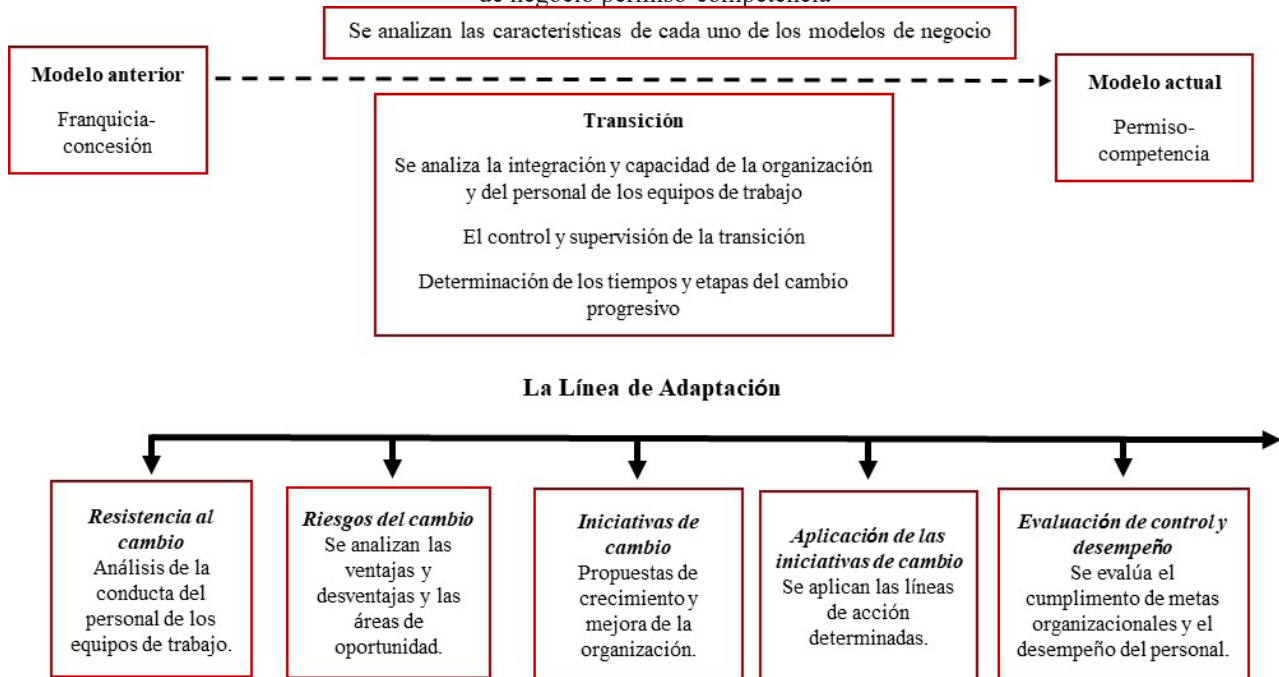 de negocio permiso-competencia
Se analizan las características de cada uno de los modelos de negocio
Modelo anterior
Franquicia-
concesión
Modelo actual
Permiso-
competencia
Transición
Se analiza la integración y capacidad de la organización
y del personal de los equipos de trabajo
El control y supervisión de la transición
Determinación de los tiempos y etapas del cambio
progresivo
La Línea de Adaptación
Resistencia al
cambio
Análisis de la
conducta del
personal de los
equipos de trabajo.
Riesgos del cambio
Se analizan las
ventajas y
desventajas y las
áreas de
oportunidad.
Iniciativas de
cambio
Propuestas de
crecimiento y
mejora de la
organización.
Aplicación de las
iniciativas de cambio
Se aplican las líneas
de acción
determinadas.
Evaluación de control y
desempeño
Se evalúa el
cumplimento de metas
organizacionales y el
desempeño del personal.